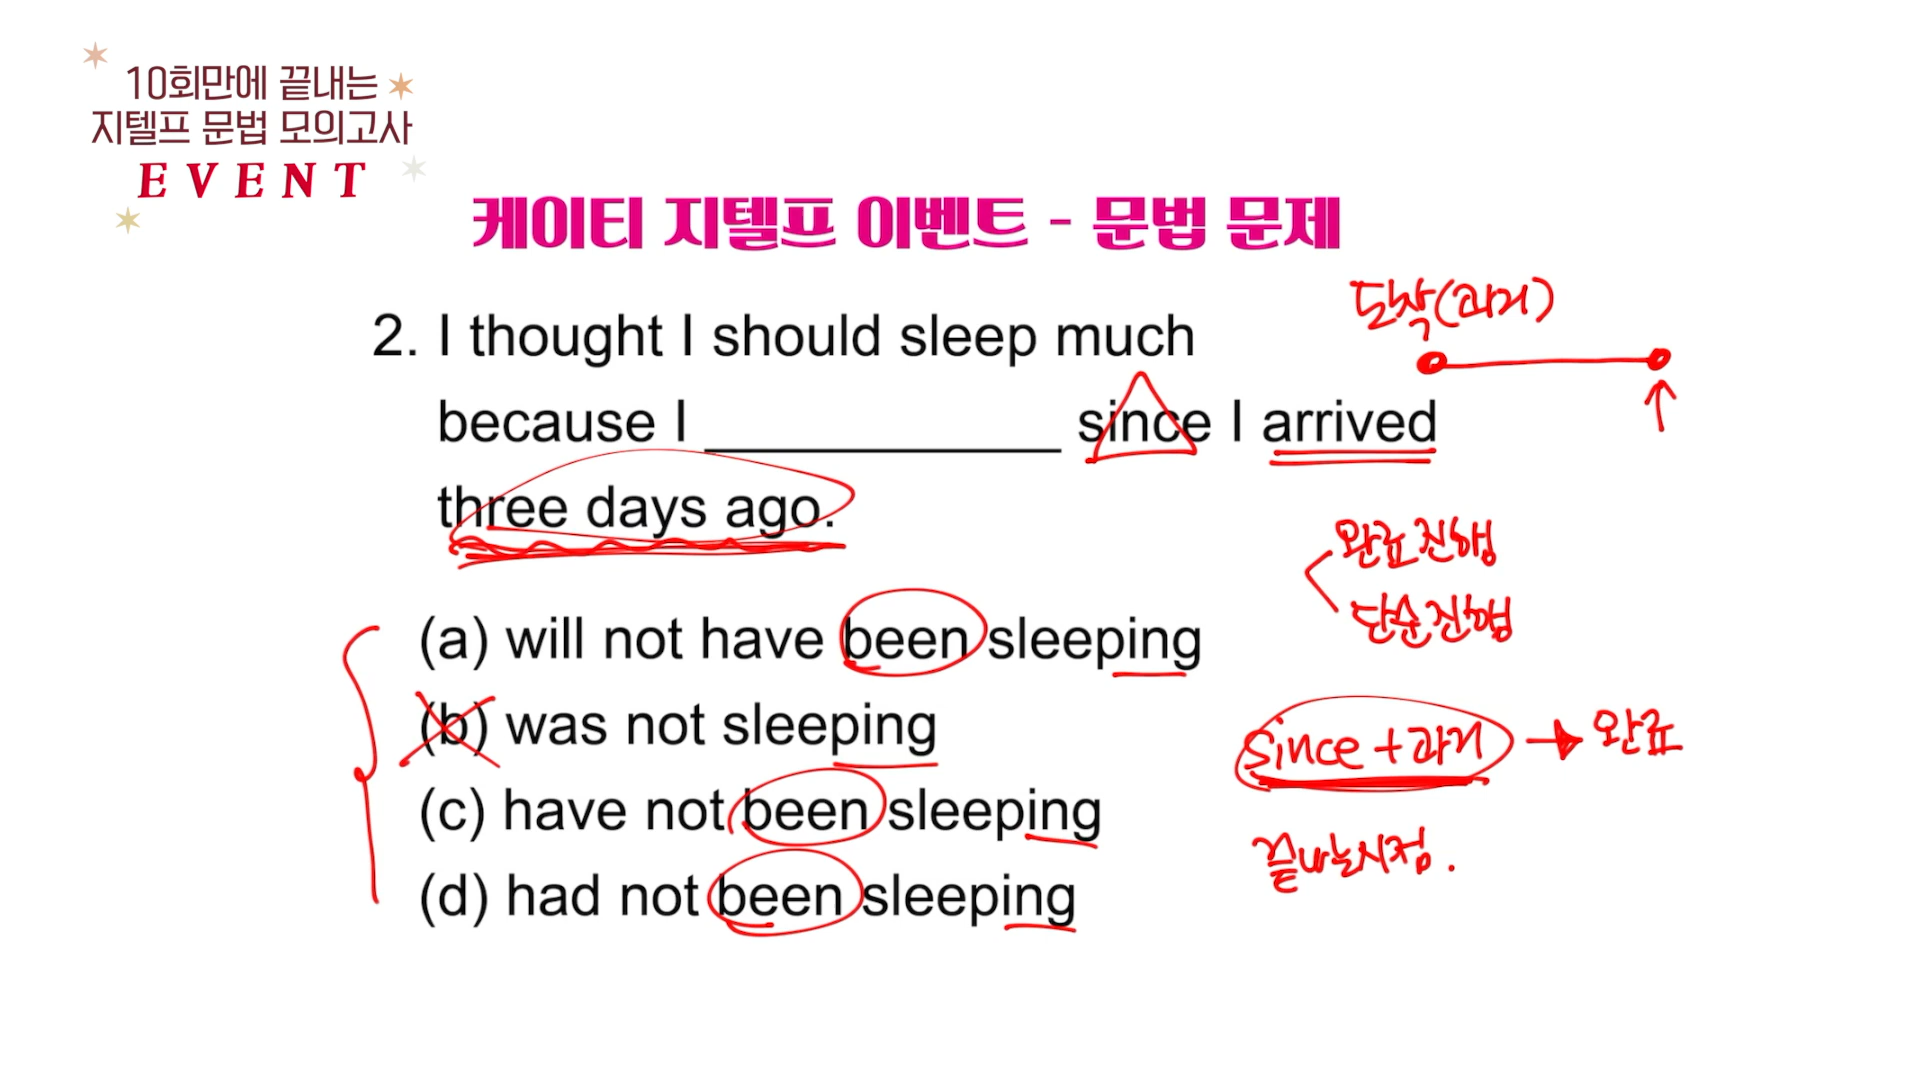 10회만에 끝내는
지텔프 문법 모의고사
EVENT
케이티 지텔프 이벤트 - 문법 문제
도착(과거)
2. I thought I should sleep much
because I ____________ since I arrived
three days ago.
완료진행
단순진행
(a) will not have been sleeping
(b) was not sleeping
since + 과거 → 완료
(c) have not been sleeping
끝나는시점.
(d) had not been sleeping